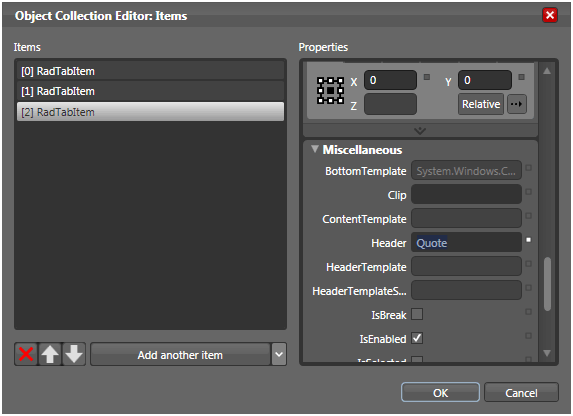 Object Collection Editor: Items
Items
[0] RadTabItem
[1] RadTabItem
[2] RadTabItem
Add another item
Properties
X 0 Y 0
Z Relative
Miscellaneous
BottomTemplate System.Windows.C...
Clip
ContentTemplate
Header Quote
HeaderTemplate
HeaderTemplateS...
IsBreak
IsEnabled
IsSelected
OK Cancel